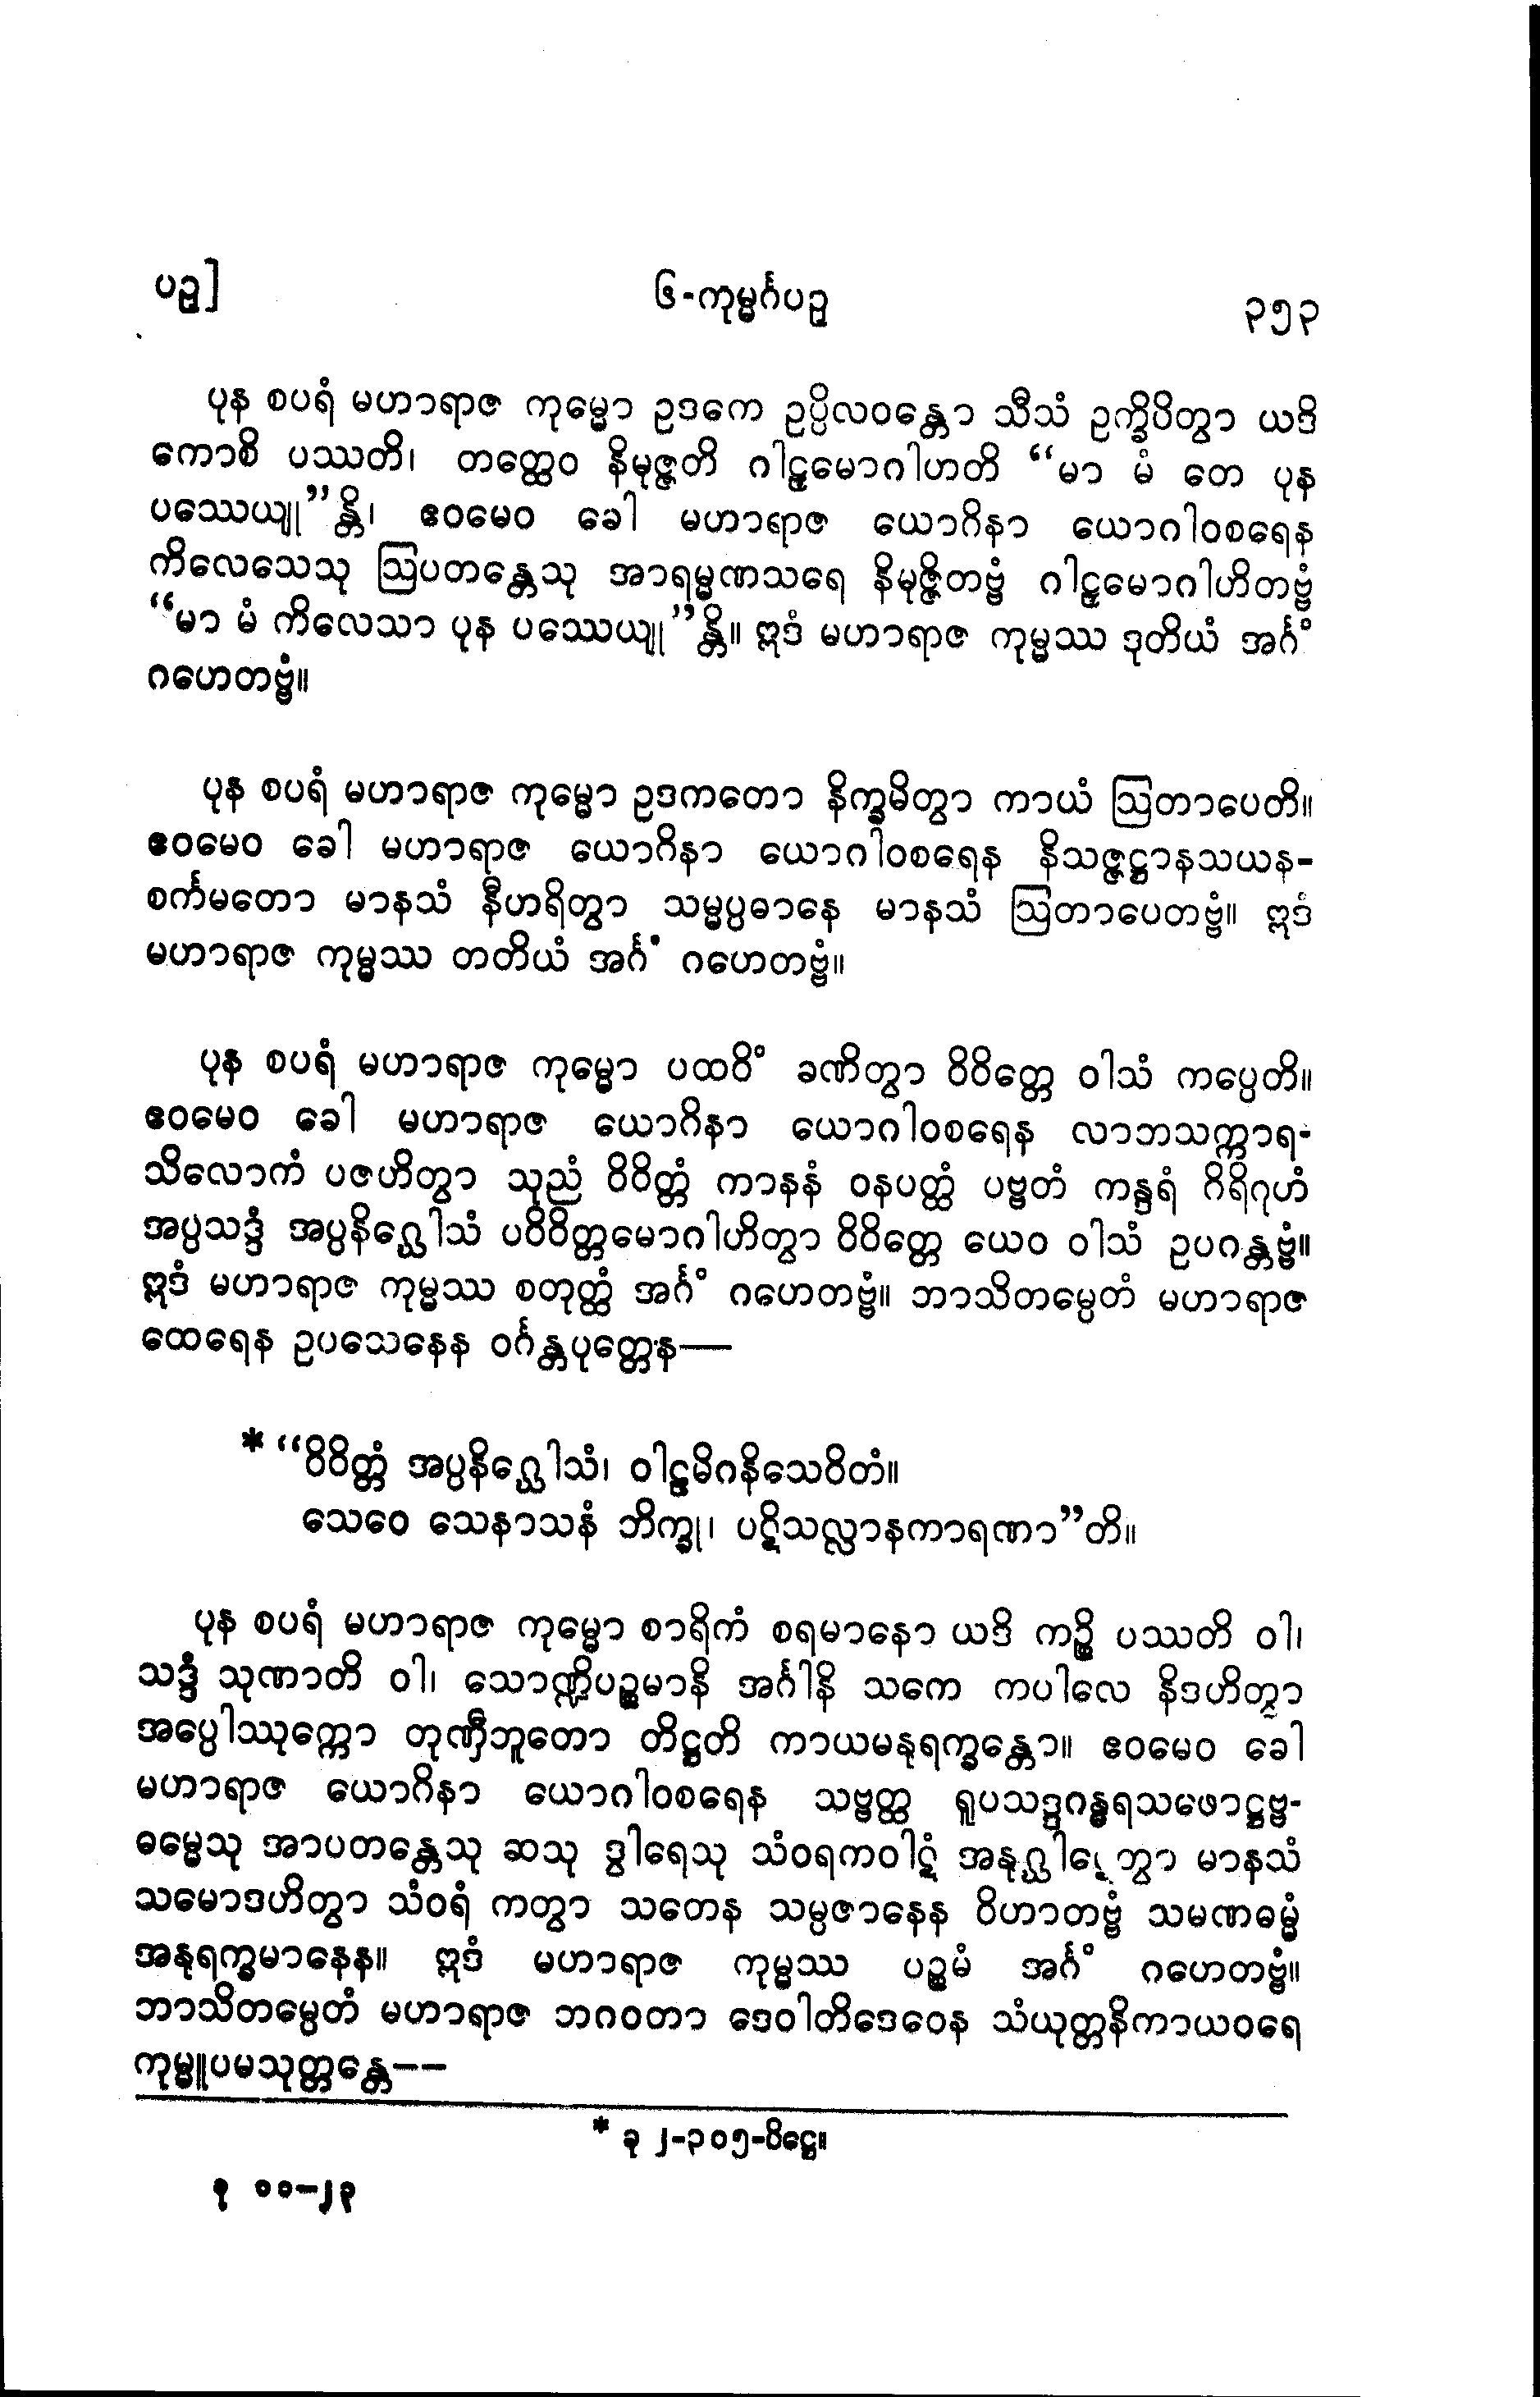 ပဉှ]
၆-ကုမ္မင်္ဂပဉှ
၃၅၃
ပုန စပရံ မဟာရာဇ ကုမ္မော ဥဒကေ ဥပ္ပိလဝန္တော သီသံ ဥက္ခိပိတွာ ယဒိ
ကောစိ ပဿတိ၊ တတ္ထေဝ နိမုဇ္ဇတိ ဂါဠှမောဂါဟတိ “မာ မံ တေ ပုန
ပဿေယျု”န္တိ၊ ဧဝမေဝ ခေါ မဟာရာဇ ယောဂိနာ ယောဂါဝစရေန
ကိလေသေသု ဩပတန္တေသု အာရမ္မဏသရေ နိမုဇ္ဇိတဗ္ဗံ ဂါဠှမောဂါဟိတဗ္ဗံ
“မာ မံ ကိလေသာ ပုန ပဿေယျု”န္တိ။ ဣဒံ မဟာရာဇ ကုမ္မဿ ဒုတိယံ အင်္ဂံ
ဂဟေတဗ္ဗံ။
ပုန စပရံ မဟာရာဇ ကုမ္မော ဥဒကတော နိက္ခမိတွာ ကာယံ ဩတာပေတိ။
ဧဝမေဝ ခေါ မဟာရာဇ ယောဂိနာ ယောဂါဝစရေန နိသဇ္ဇဋ္ဌာနသယန-
စင်္ကမတော မာနသံ နီဟရိတွာ သမ္မပ္ပဓာနေ မာနသံ ဩတာပေတဗ္ဗံ။ ဣဒံ
မဟာရာဇ ကုမ္မဿ တတိယံ အင်္ဂံ ဂဟေတဗ္ဗံ။
ပုန စပရံ မဟာရာဇ ကုမ္မော ပထဝိံ ခဏိတွာ ဝိဝိတ္တေ ဝါသံ ကပ္ပေတိ။
ဧဝမေဝ ခေါ မဟာရာဇ ယောဂိနာ ယောဂါဝစရေန လာဘသက္ကာရ-
သိလောကံ ပဇဟိတွာ သုညံ ဝိဝိတ္တံ ကာနနံ ဝနပတ္ထံ ပဗ္ဗတံ ကန္ဒရံ ဂိရိဂုဟံ
အပ္ပသဒ္ဒံ အပ္ပနိဂ္ဃေါသံ ပဝိဝိတ္တမောဂါဟိတွာ ဝိဝိတ္တေ ယေဝ ဝါသံ ဥပဂန္တဗ္ဗံ။
ဣဒံ မဟာရာဇ ကုမ္မဿ စတုတ္ထံ အင်္ဂံ ဂဟေတဗ္ဗံ။ ဘာသိတမ္ပေတံ မဟာရာဇ
ထေရေန ဥပသေနေန ဝင်္ဂန္တပုတ္တေန—
* “ဝိဝိတ္တံ အပ္ပနိဂ္ဃေါသံ၊ ဝါဠမိဂနိသေဝိတံ။
သေဝေ သေနာသနံ ဘိက္ခု၊ ပဋိသလ္လာနကာရဏာ”တိ။
ပုန စပရံ မဟာရာဇ ကုမ္မော စာရိကံ စရမာနော ယဒိ ကဉ္စိ ပဿတိ ဝါ၊
သဒ္ဒံ သုဏာတိ ဝါ၊ သောဏ္ဍိပဉ္စမာနိ အင်္ဂါနိ သကေ ကပါလေ နိဒဟိတွာ
အပ္ပေါဿုက္ကော တုဏှီဘူတော တိဋ္ဌတိ ကာယမနုရက္ခန္တော။ ဧဝမေဝ ခေါ
မဟာရာဇ ယောဂိနာ ယောဂါဝစရေန သဗ္ဗတ္ထ ရူပသဒ္ဒဂန္ဓရသဖောဋ္ဌဗ္ဗ-
ဓမ္မေသု အာပတန္တေသု ဆသု ဒွါရေသု သံဝရကဝါဋံ အနုဂ္ဃါဋေတွာ မာနသံ
သမောဒဟိတွာ သံဝရံ ကတွာ သတေန သမ္ပဇာနေန ဝိဟာတဗ္ဗံ သမဏဓမ္မံ
အနုရက္ခမာနေန။ ဣဒံ မဟာရာဇ ကုမ္မဿ ပဉ္စမံ အင်္ဂံ ဂဟေတဗ္ဗံ။
ဘာသိတမ္ပေတံ မဟာရာဇ ဘဂဝတာ ဒေဝါတိဒေဝေန သံယုတ္တနိကာယဝရေ
ကုမ္မူပမသုတ္တန္တေ——
* ခု ၂-၃၀၅-ပိဋ္ဌေ။
ခု ၁၁—၂၃